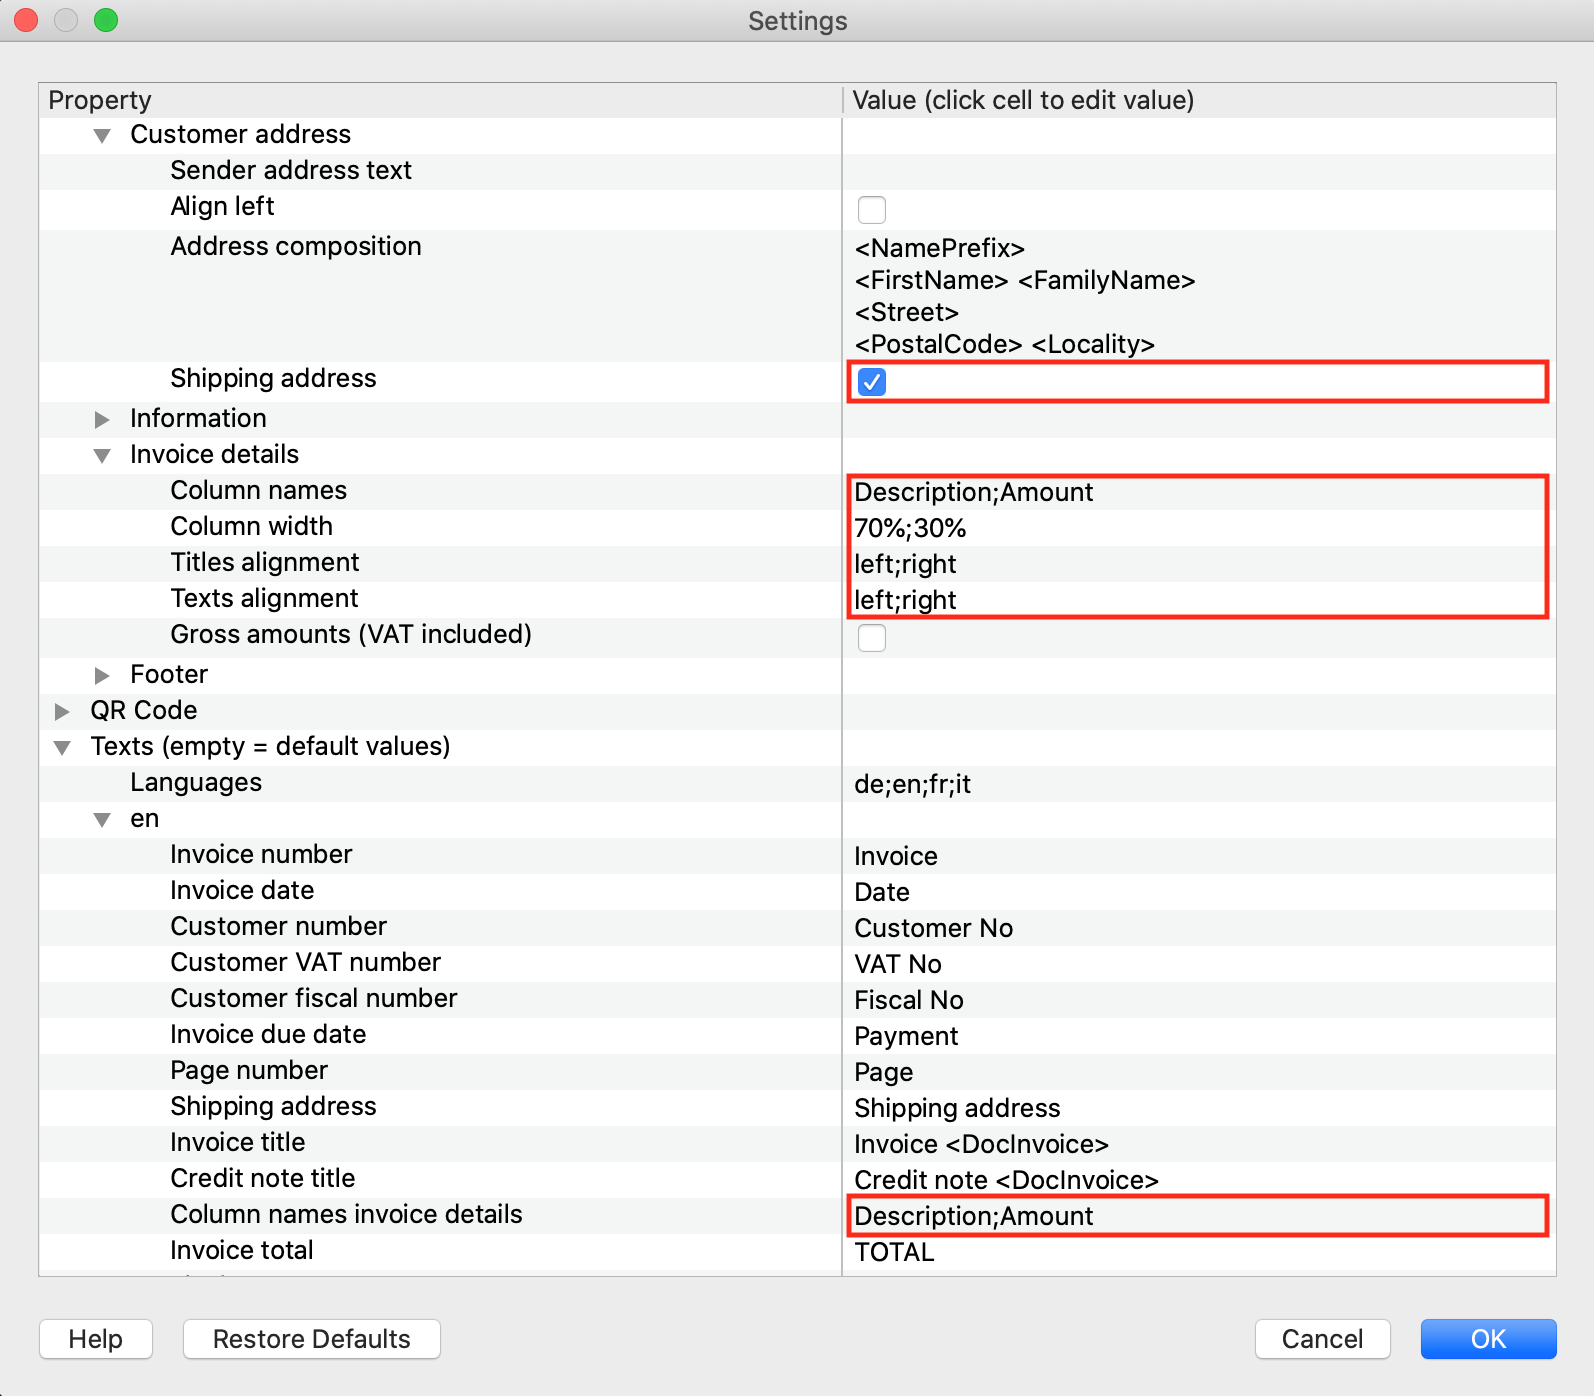 Settings
Property Value (click cell to edit value)
Customer address
Sender address text
Align left
Address composition <NamePrefix>
<FirstName> <FamilyName>
<Street>
<PostalCode> <Locality>
Shipping address
Information
Invoice details
Column names Description;Amount
Column width 70%;30%
Titles alignment left;right
Texts alignment left;right
Gross amounts (VAT included)
Footer
QR Code
Texts (empty = default values)
Languages de;en;fr;it
en
Invoice number Invoice
Invoice date Date
Customer number Customer No
Customer VAT number VAT No
Customer fiscal number Fiscal No
Invoice due date Payment
Page number Page
Shipping address Shipping address
Invoice title Invoice <DocInvoice>
Credit note title Credit note <DocInvoice>
Column names invoice details Description;Amount
Invoice total TOTAL
Help Restore Defaults Cancel OK